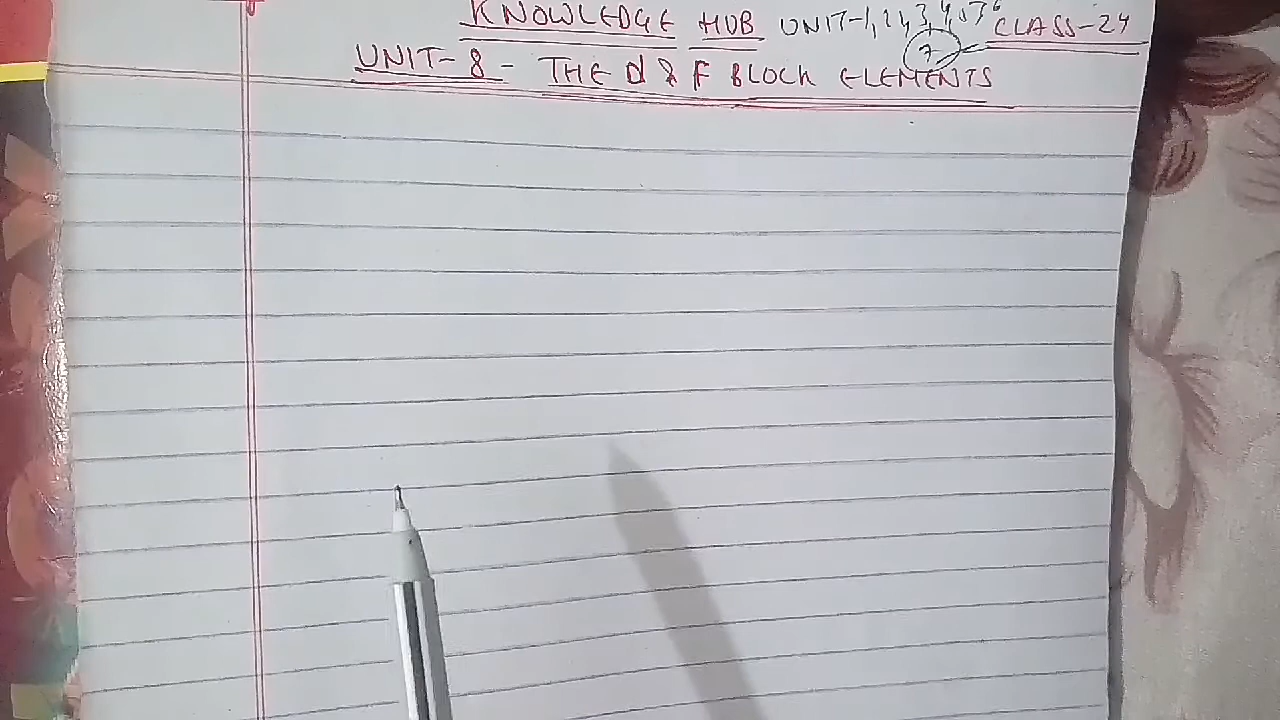 KNOWLEDGE HUB UNIT-1,2,3,4,5,6 CLASS-24
7
UNIT-8- THE D & F BLOCK ELEMENTS